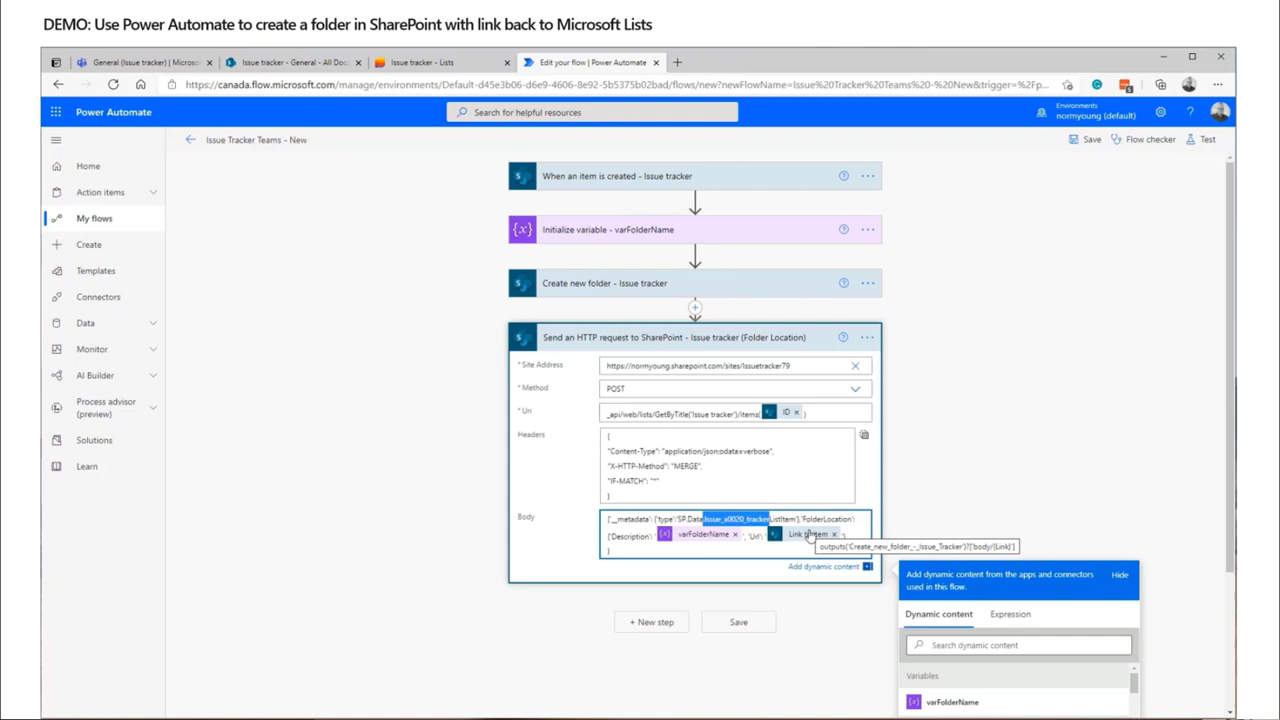 DEMO: Use Power Automate to create a folder in SharePoint with link back to Microsoft Lists
General (Issue tracker) | Microsof
Issue tracker - General - All Doc
Issue tracker - Lists
Edit your flow | Power Automate
https://canada.flow.microsoft.com/manage/environments/Default-d45e3b06-d6e9-4606-8e92-5b5375b02bad/flows/new?newFlowName=Issue%20Tracker%20Teams%20-%20New&trigger=%2Fp...
Power Automate
Search for helpful resources
Environments
normyoung (default)
Issue Tracker Teams - New
Save
Flow checker
Test
Home
Action items
My flows
Create
Templates
Connectors
Data
Monitor
AI Builder
Process advisor
(preview)
Solutions
Learn
When an item is created - Issue tracker
{x} Initialize variable - varFolderName
Create new folder - Issue tracker
Send an HTTP request to SharePoint - Issue tracker (Folder Location)
* Site Address
https://normyoung.sharepoint.com/sites/Issuetracker79
* Method
POST
* Uri
_api/web/lists/GetByTitle('Issue tracker')/items( ID )
Headers
{
"Content-Type": "application/json;odata=verbose",
"X-HTTP-Method": "MERGE",
"IF-MATCH": "*"
}
Body
{'__metadata': {'type':'SP.Data.Issue_x0020_trackerListItem'},'FolderLocation':
{'Description': ' varFolderName ', 'Url': ' Link to item '}
}
outputs('Create_new_folder_-_Issue_Tracker')?['body/{Link}']
Add dynamic content
+ New step
Save
Add dynamic content from the apps and connectors
used in this flow.
Hide
Dynamic content
Expression
Search dynamic content
Variables
{x} varFolderName